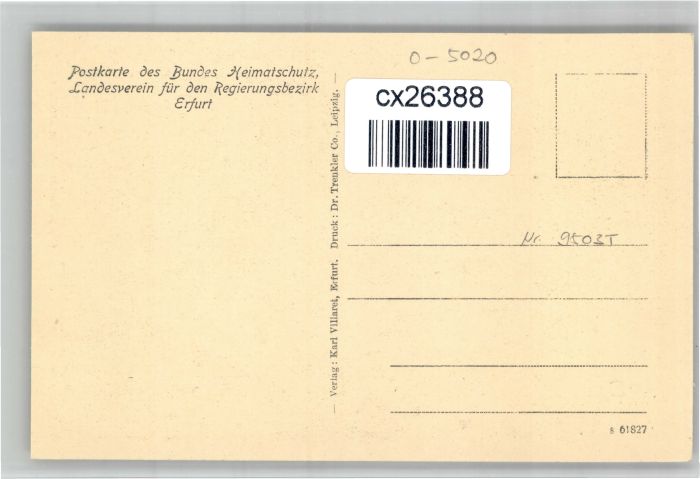 Postkarte des Bundes Heimatschutz,
Landesverein für den Regierungsbezirk
Erfurt
0-5020
cx26388
— Verlag: Karl Villaret, Erfurt. Druck: Dr. Trenkler Co., Leipzig. —
Nr. 9503T
s 61827